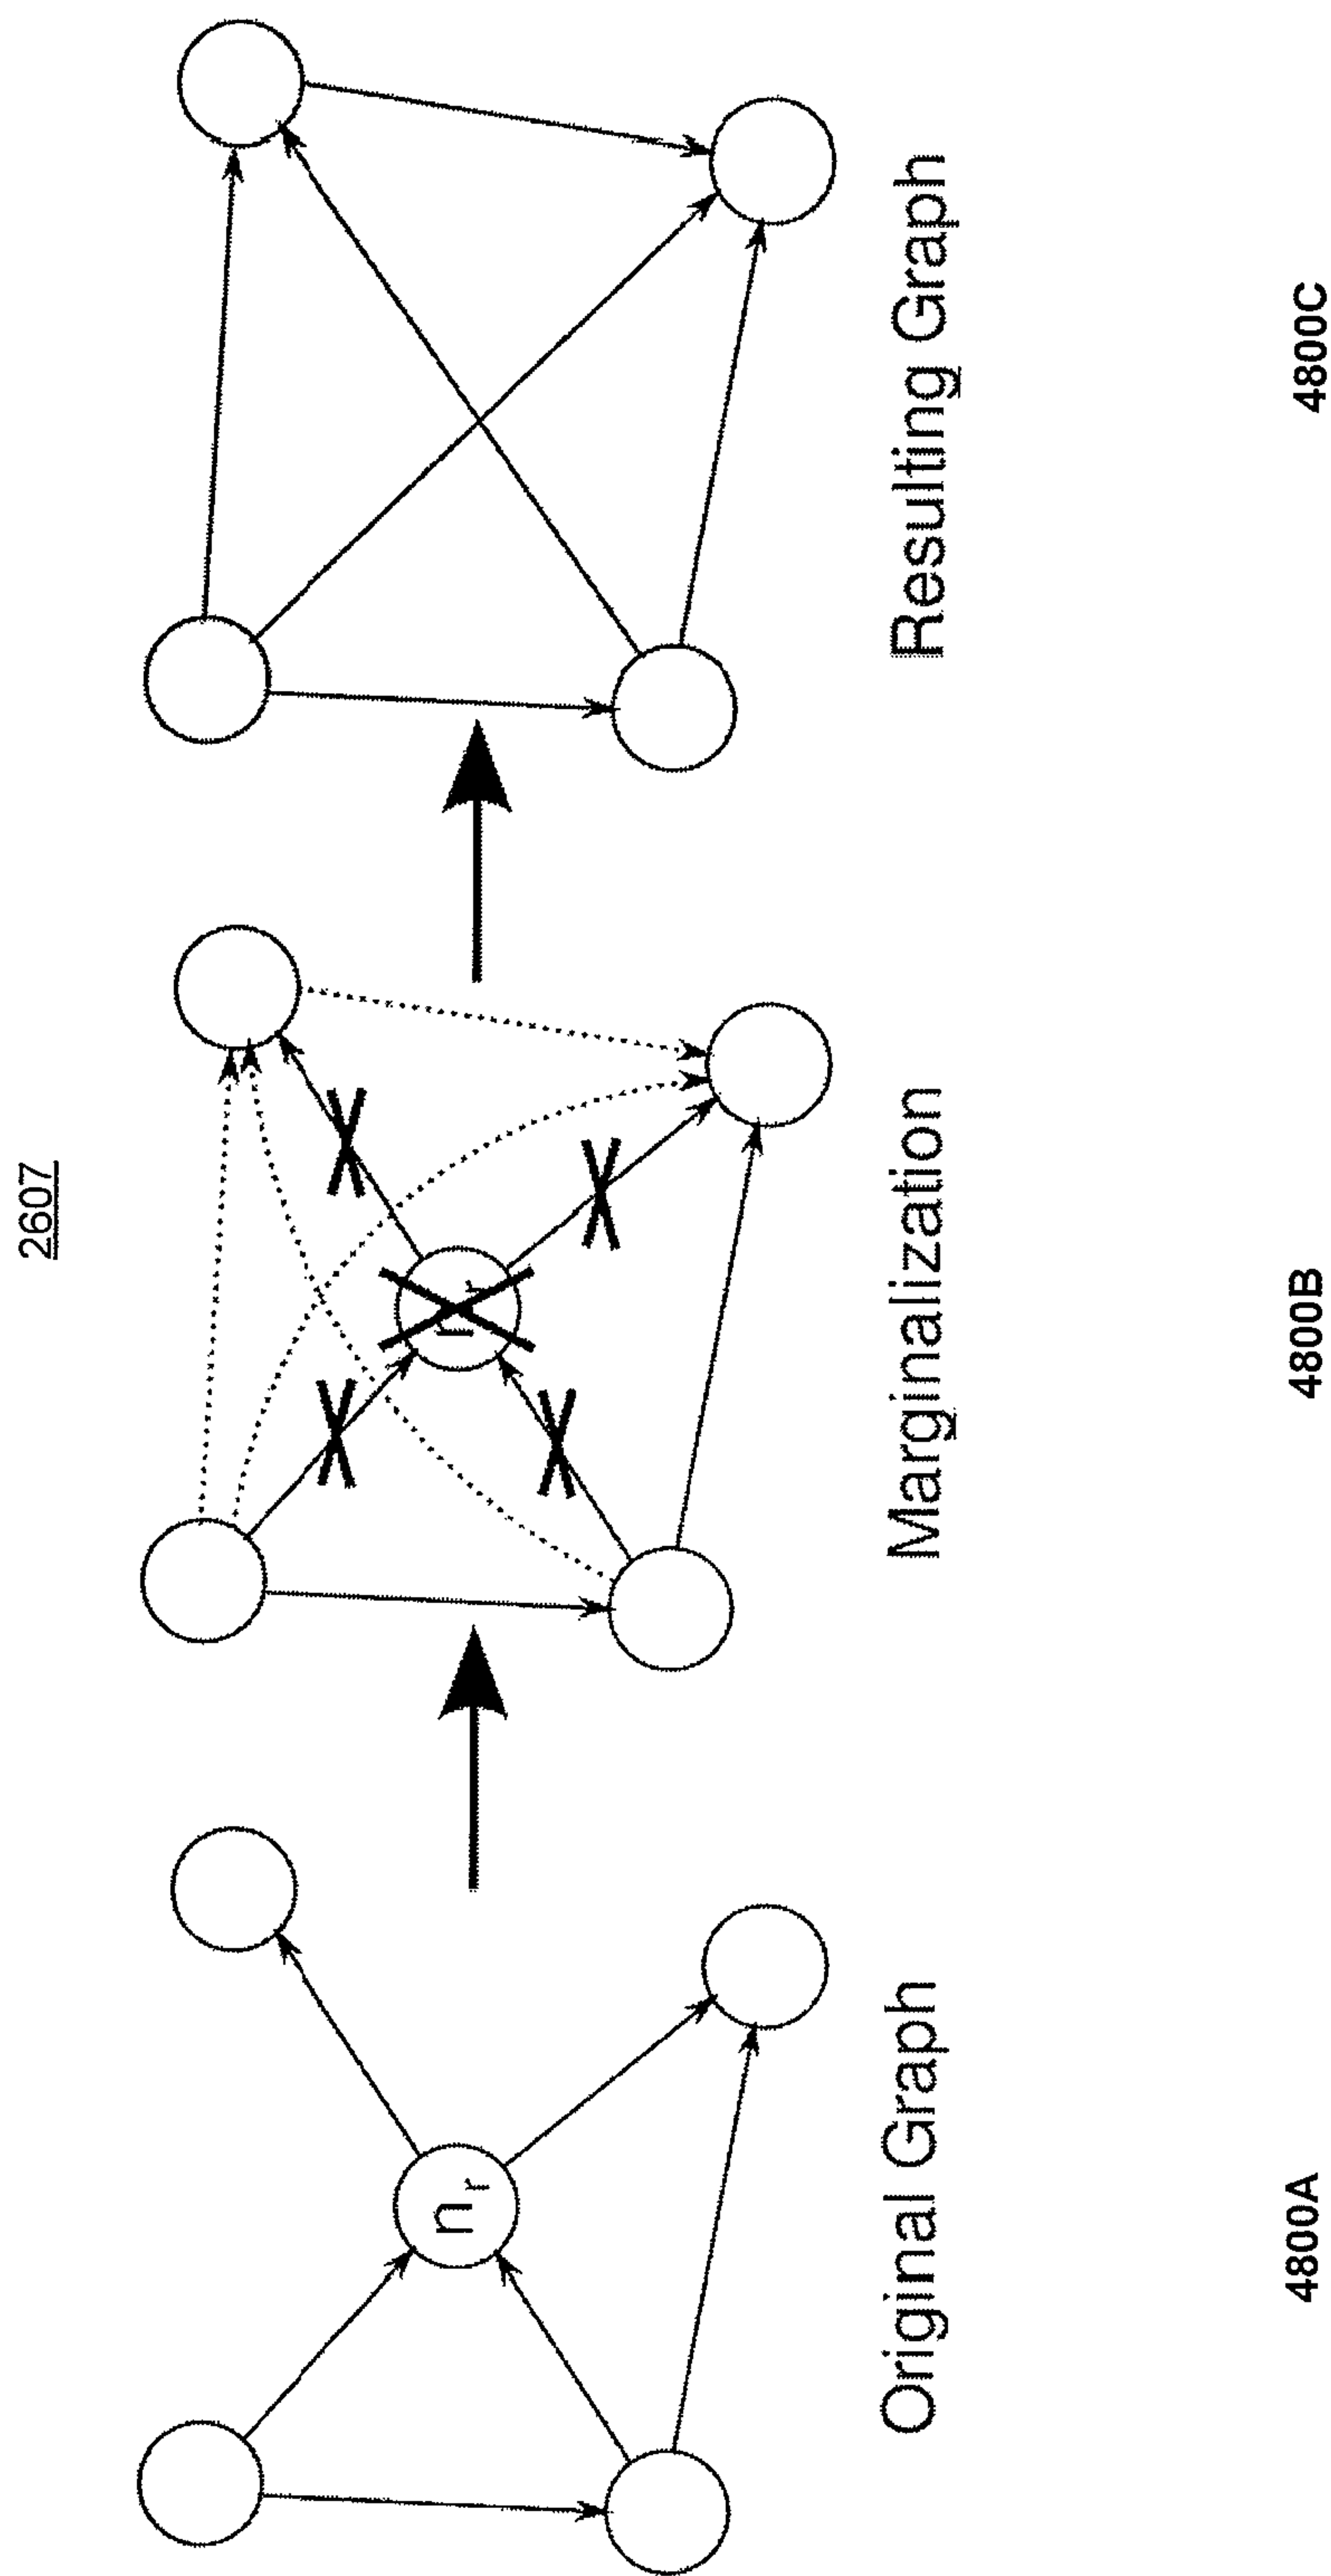 2607
n_r
Original Graph
Marginalization
Resulting Graph
4800A
4800B
4800C